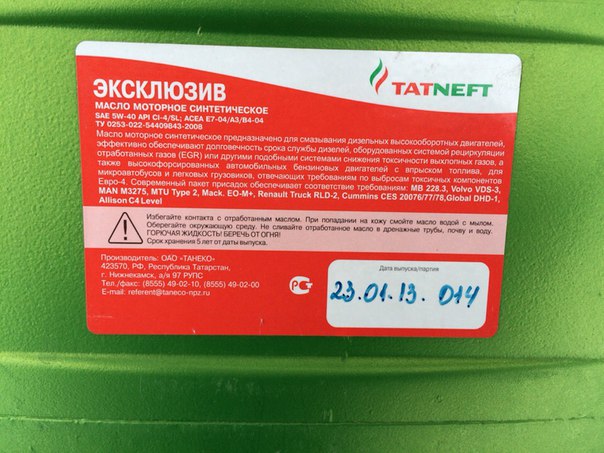 TATNEFT
ЭКСКЛЮЗИВ
МАСЛО МОТОРНОЕ СИНТЕТИЧЕСКОЕ
SAE 5W-40 API CI-4/SL; ACEA E7-04/A3/B4-04
ТУ 0253-022-54409843-2008
Масло моторное синтетическое предназначено для смазывания дизельных высокооборотных двигателей,
эффективно обеспечивают долговечность срока службы дизелей, оборудованных системой рециркуляции
отработанных газов (EGR) или другими подобными системами снижения токсичности выхлопных газов, а
также высокофорсированных автомобильных бензиновых двигателей с впрыском топлива, для
микроавтобусов и легковых грузовиков, отвечающих требованиям по выбросам токсичных компонентов
Евро-4. Современный пакет присадок обеспечивает соответствие требованиям: MB 228.3, Volvo VDS-3,
MAN M3275, MTU Type 2, Mack. EO-M+, Renault Truck RLD-2, Cummins CES 20076/77/78,Global DHD-1,
Allison C4 Level
Избегайте контакта с отработанным маслом. При попадании на кожу смойте масло водой с мылом.
Оберегайте окружающую среду. Не сливайте отработанное масло в дренажные трубы, почву и воду.
ГОРЮЧАЯ ЖИДКОСТЬ! БЕРЕЧЬ ОТ ОГНЯ!
Срок хранения 5 лет от даты выпуска.
Производитель: ОАО «ТАНЕКО»
423570, РФ, Республика Татарстан,
г. Нижнекамск, а/я 97 РУПС
Тел./факс: (8555) 49-02-10, (8555) 49-02-00
E-mail: referent@taneco-npz.ru
Дата выпуска/партия
23.01.13. 014